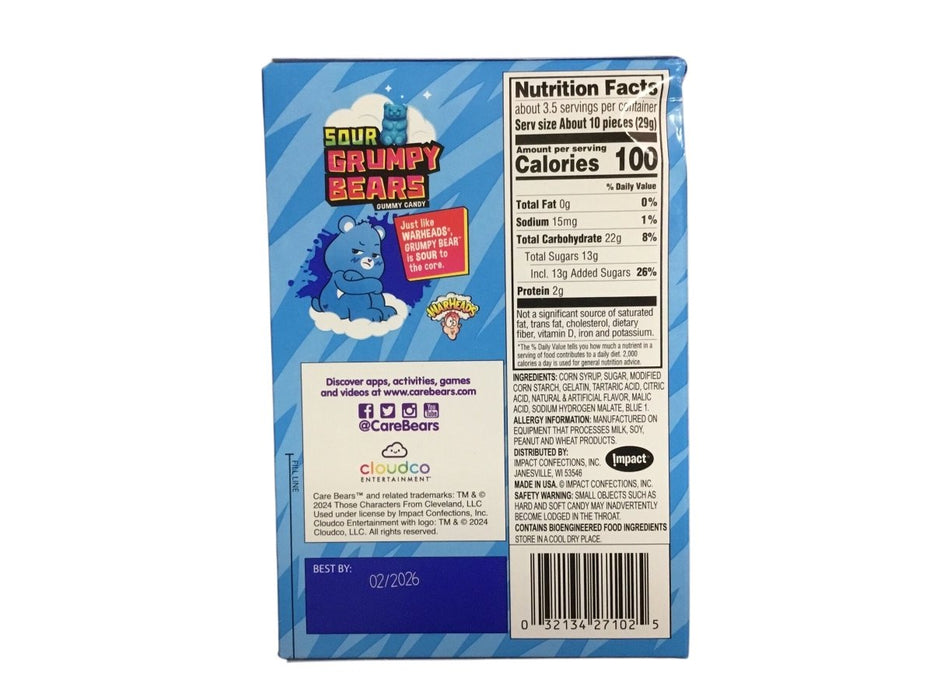 SOUR
GRUMPY
BEARS
GUMMY CANDY
Just like
WARHEADS®,
GRUMPY BEAR™
is SOUR to
the core.
WARHEADS
Discover apps, activities, games
and videos at www.carebears.com
You
Tube
@CareBears
cloudco
ENTERTAINMENT™
Care Bears™ and related trademarks: TM & ©
2024 Those Characters From Cleveland, LLC
Used under license by Impact Confections, Inc.
Cloudco Entertainment with logo: TM & © 2024
Cloudco, LLC. All rights reserved.
FILL LINE
BEST BY:
02/2026
Nutrition Facts
about 3.5 servings per container
Serv size About 10 pieces (29g)
Amount per serving
Calories 100
% Daily Value
Total Fat 0g 0%
Sodium 15mg 1%
Total Carbohydrate 22g 8%
Total Sugars 13g
Incl. 13g Added Sugars 26%
Protein 2g
Not a significant source of saturated
fat, trans fat, cholesterol, dietary
fiber, vitamin D, iron and potassium.
*The % Daily Value tells you how much a nutrient in a
serving of food contributes to a daily diet. 2,000
calories a day is used for general nutrition advice.
INGREDIENTS: CORN SYRUP, SUGAR, MODIFIED
CORN STARCH, GELATIN, TARTARIC ACID, CITRIC
ACID, NATURAL & ARTIFICIAL FLAVOR, MALIC
ACID, SODIUM HYDROGEN MALATE, BLUE 1.
ALLERGY INFORMATION: MANUFACTURED ON
EQUIPMENT THAT PROCESSES MILK, SOY,
PEANUT AND WHEAT PRODUCTS.
DISTRIBUTED BY:
IMPACT CONFECTIONS, INC.
JANESVILLE, WI 53546
Impact
MADE IN USA. © IMPACT CONFECTIONS, INC.
SAFETY WARNING: SMALL OBJECTS SUCH AS
HARD AND SOFT CANDY MAY INADVERTENTLY
BECOME LODGED IN THE THROAT.
CONTAINS BIOENGINEERED FOOD INGREDIENTS
STORE IN A COOL DRY PLACE.
0 32134 27102 5